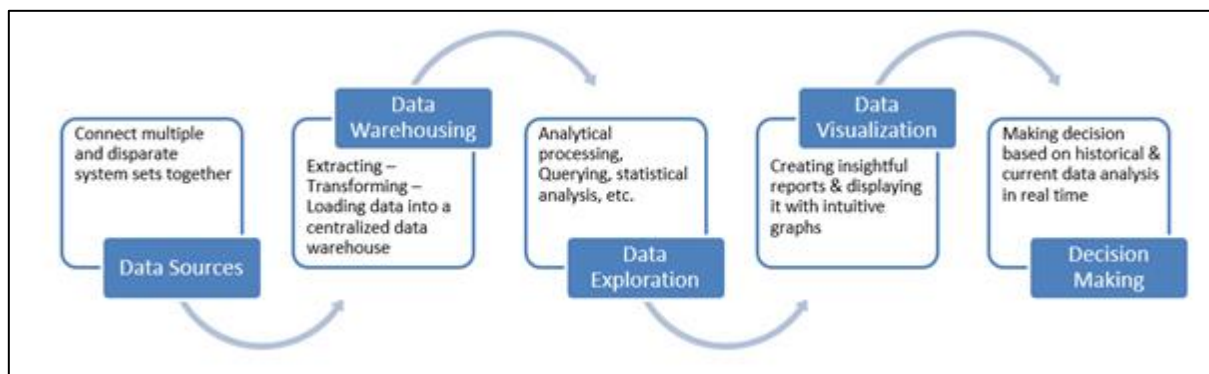 Connect multiple
and disparate
system sets together
Data Sources
Data
Warehousing
Extracting –
Transforming –
Loading data into a
centralized data
warehouse
Analytical
processing,
Querying, statistical
analysis, etc.
Data
Exploration
Data
Visualization
Creating insightful
reports & displaying
it with intuitive
graphs
Making decision
based on historical &
current data analysis
in real time
Decision
Making